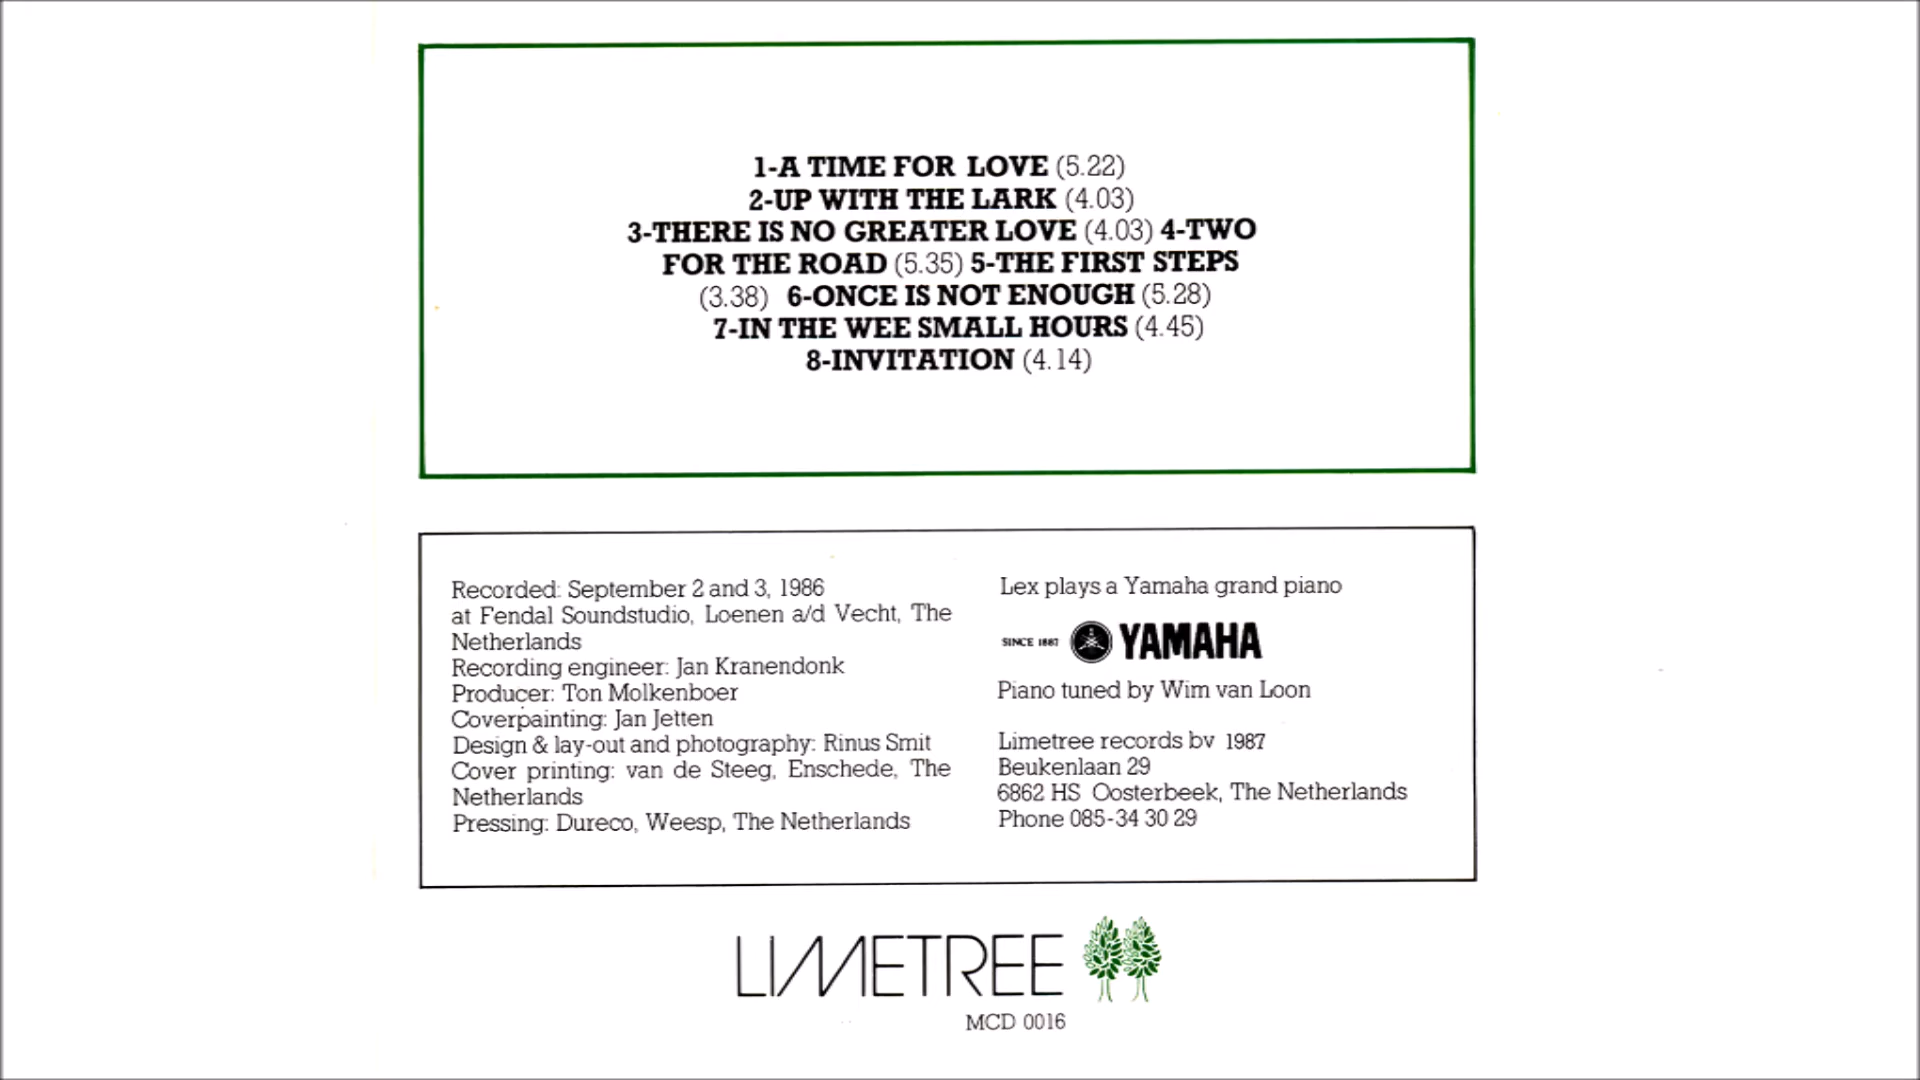 1-A TIME FOR LOVE (5.22)
2-UP WITH THE LARK (4.03)
3-THERE IS NO GREATER LOVE (4.03) 4-TWO
FOR THE ROAD (5.35) 5-THE FIRST STEPS
(3.38) 6-ONCE IS NOT ENOUGH (5.28)
7-IN THE WEE SMALL HOURS (4.45)
8-INVITATION (4.14)
Recorded: September 2 and 3, 1986
at Fendal Soundstudio, Loenen a/d Vecht, The
Netherlands
Recording engineer: Jan Kranendonk
Producer: Ton Molkenboer
Coverpainting: Jan Jetten
Design & lay-out and photography: Rinus Smit
Cover printing: van de Steeg, Enschede, The
Netherlands
Pressing: Dureco, Weesp, The Netherlands
Lex plays a Yamaha grand piano
SINCE 1887 YAMAHA
Piano tuned by Wim van Loon
Limetree records bv 1987
Beukenlaan 29
6862 HS Oosterbeek, The Netherlands
Phone 085-34 30 29
LIMETREE
MCD 0016